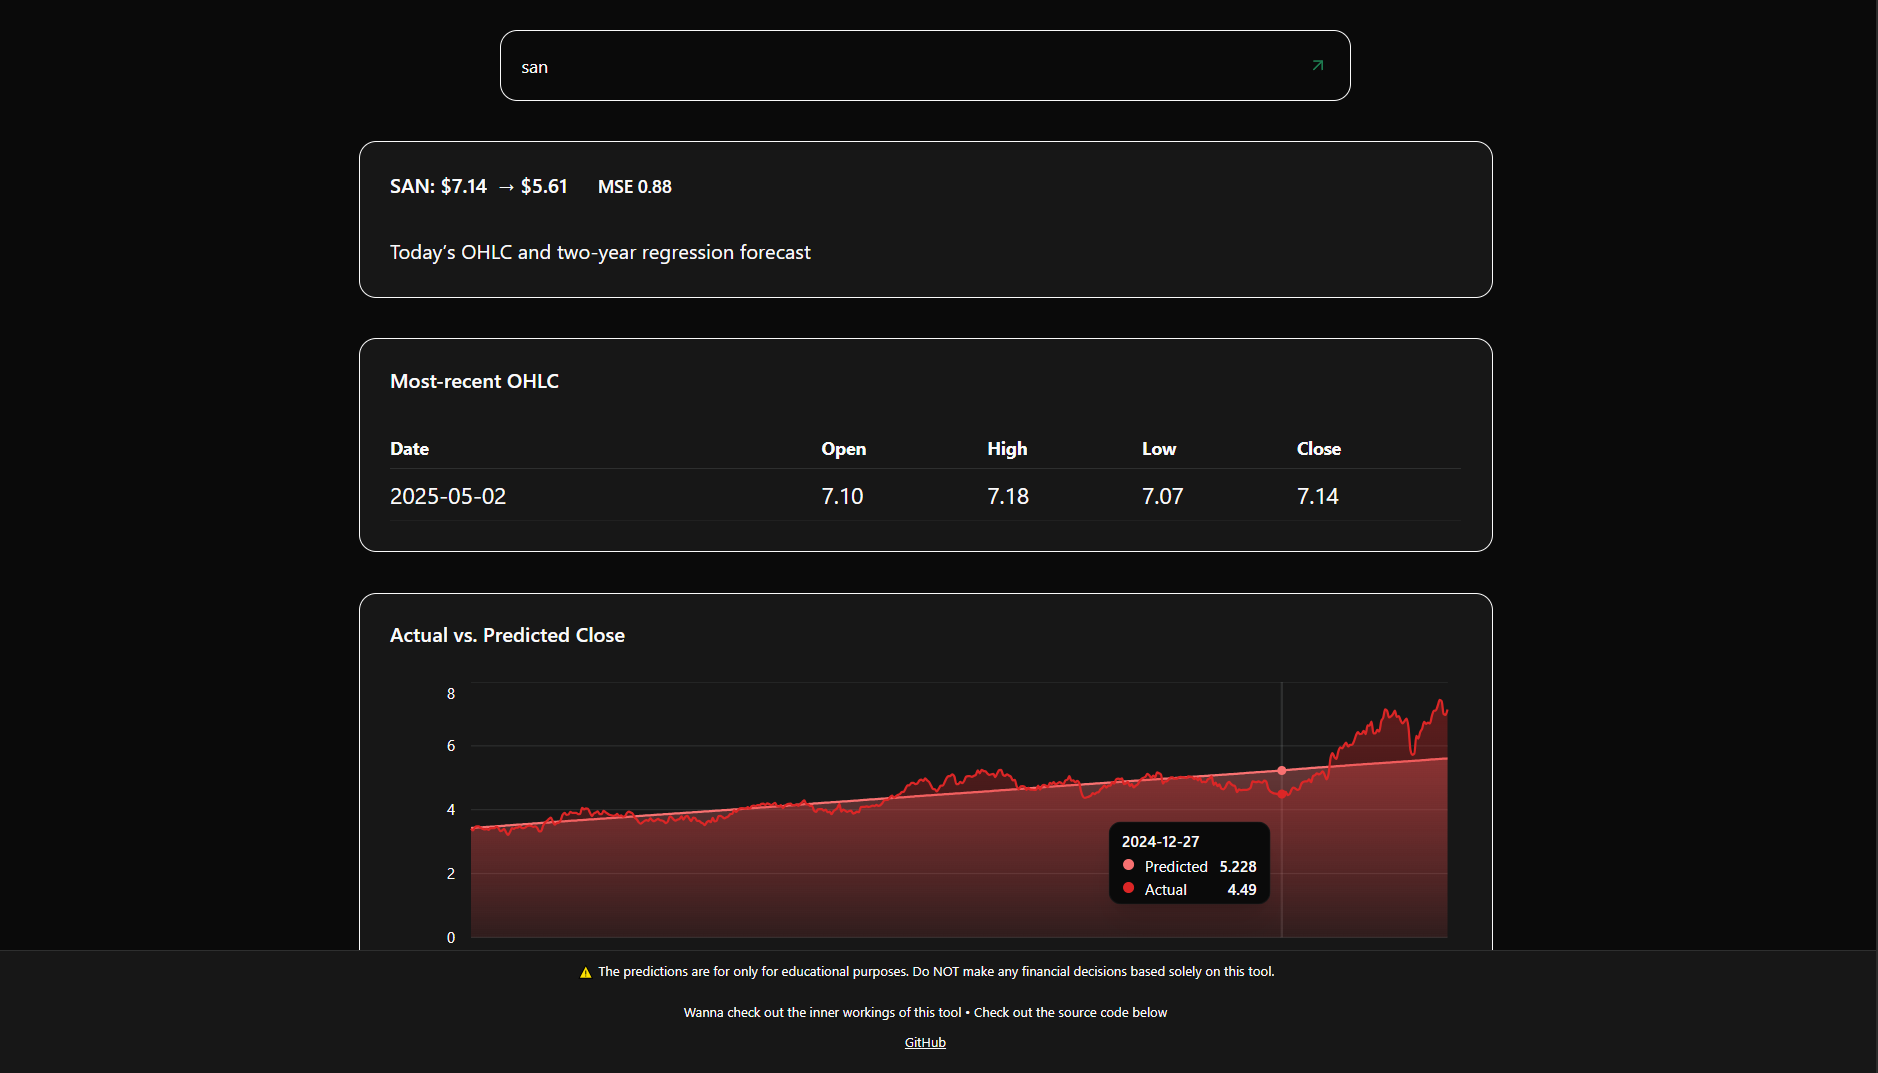 san
SAN: $7.14 → $5.61 MSE 0.88
Today’s OHLC and two-year regression forecast
Most-recent OHLC
Date Open High Low Close
2025-05-02 7.10 7.18 7.07 7.14
Actual vs. Predicted Close
8
6
4
2
0
2024-12-27
Predicted 5.228
Actual 4.49
⚠ The predictions are for only for educational purposes. Do NOT make any financial decisions based solely on this tool.
Wanna check out the inner workings of this tool • Check out the source code below
GitHub